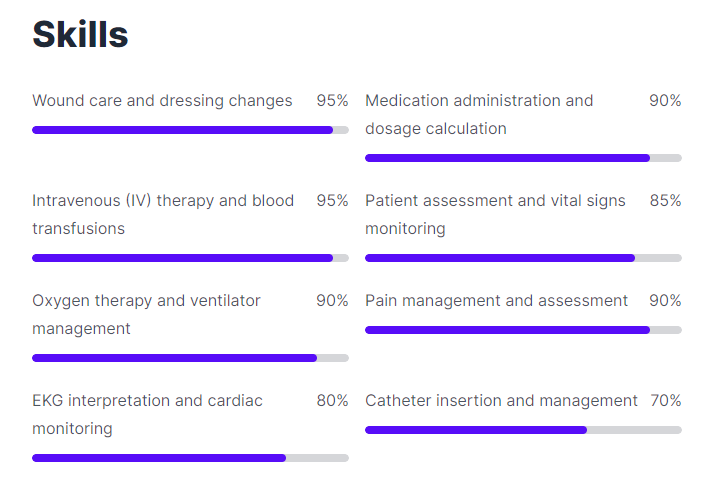 Skills
Wound care and dressing changes 95%
Medication administration and 90%
dosage calculation
Intravenous (IV) therapy and blood 95%
transfusions
Patient assessment and vital signs 85%
monitoring
Oxygen therapy and ventilator 90%
management
Pain management and assessment 90%
EKG interpretation and cardiac 80%
monitoring
Catheter insertion and management 70%